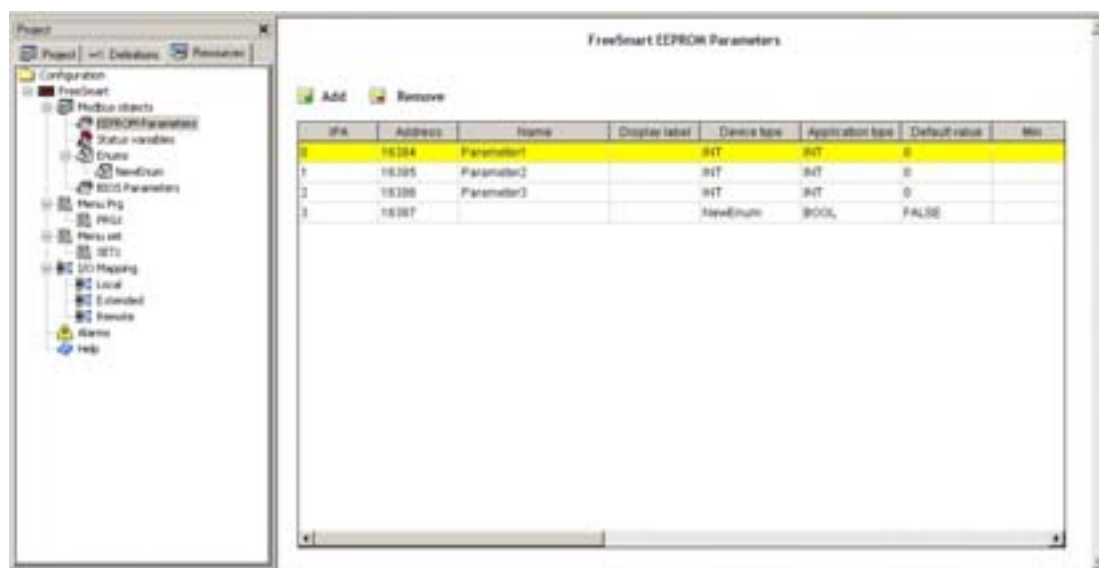 Project
Project Definitions Resources
Configuration
FreeSmart
Modbus objects
EEPROM Parameters
Status variables
Enums
NewEnum
BIOS Parameters
Menu Prg
PRG1
Menu set
SET1
I/O Mapping
Local
Extended
Remote
Alarms
Help
FreeSmart EEPROM Parameters
Add Remove
IPA Address Name Display label Device type Application type Default value Min
0 16384 Parameter1 INT INT 0
1 16385 Parameter2 INT INT 0
2 16386 Parameter3 INT INT 0
3 16387 NewEnum BOOL FALSE